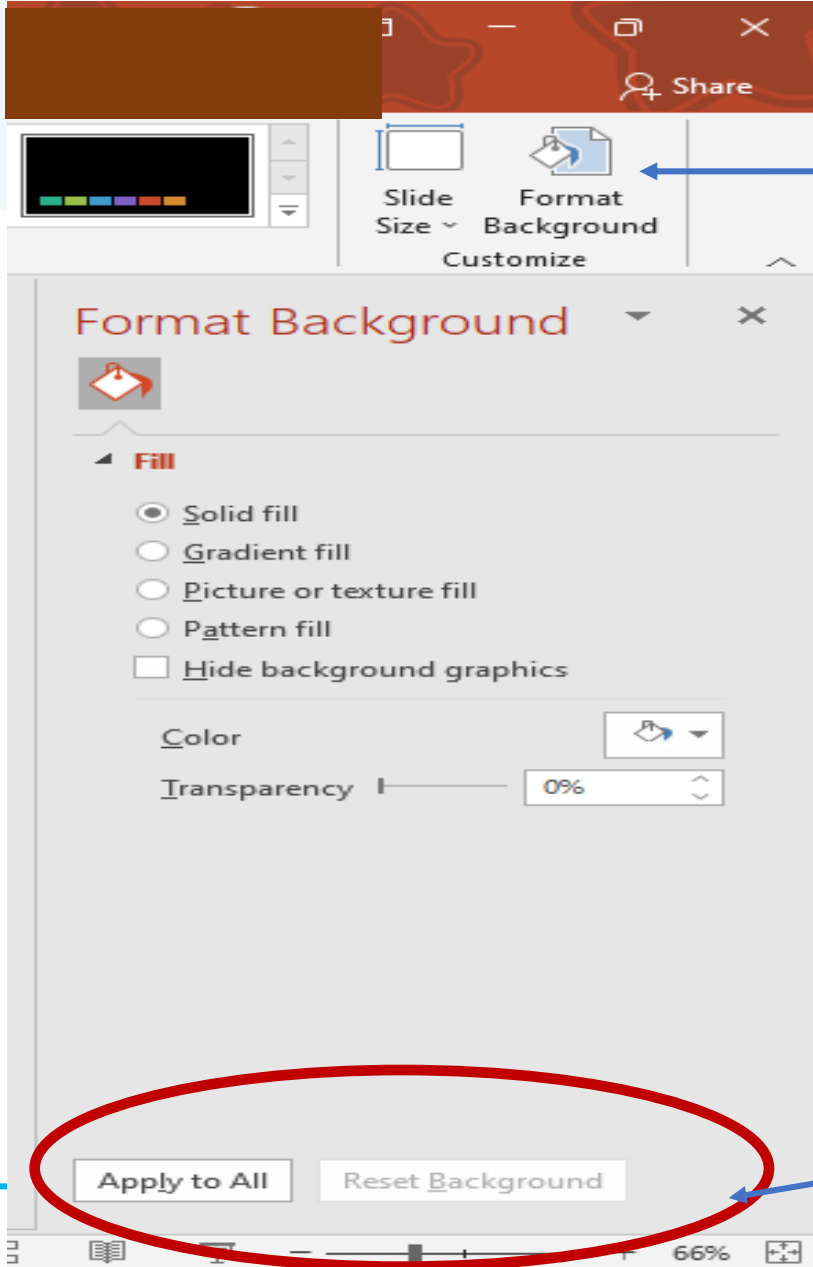 Share
Slide Format
Size Background
Customize
Format Background
Fill
Solid fill
Gradient fill
Picture or texture fill
Pattern fill
Hide background graphics
Color
Transparency 0%
Apply to All Reset Background
66%